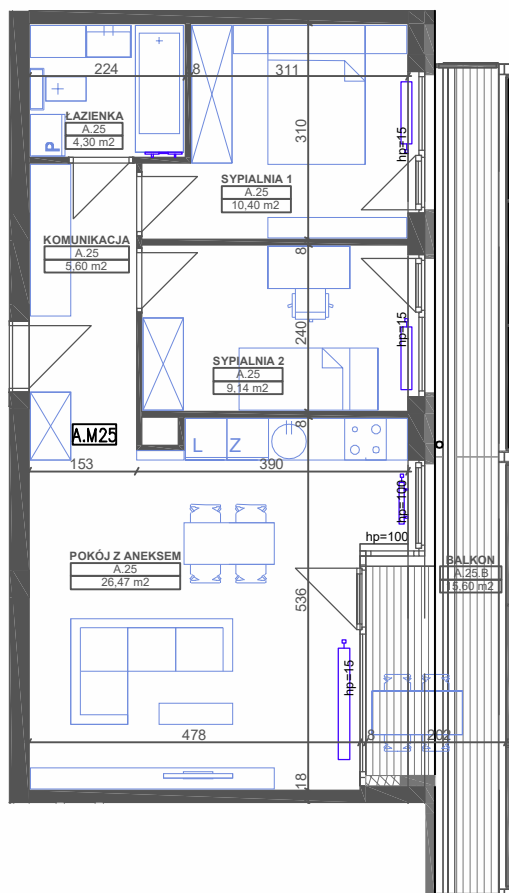 224
8
311
ŁAZIENKA
A.25
4,30 m2
P
310
hp=15
SYPIALNIA 1
A.25
10,40 m2
KOMUNIKACJA
A.25
5,60 m2
8
240
hp=15
SYPIALNIA 2
A.25
9,14 m2
A.M25
8
L
Z
153
390
hp=100
hp=100
POKÓJ Z ANEKSEM
A.25
26,47 m2
BALKON
A.25.B
15,60 m2
536
hp=15
478
8
202
18